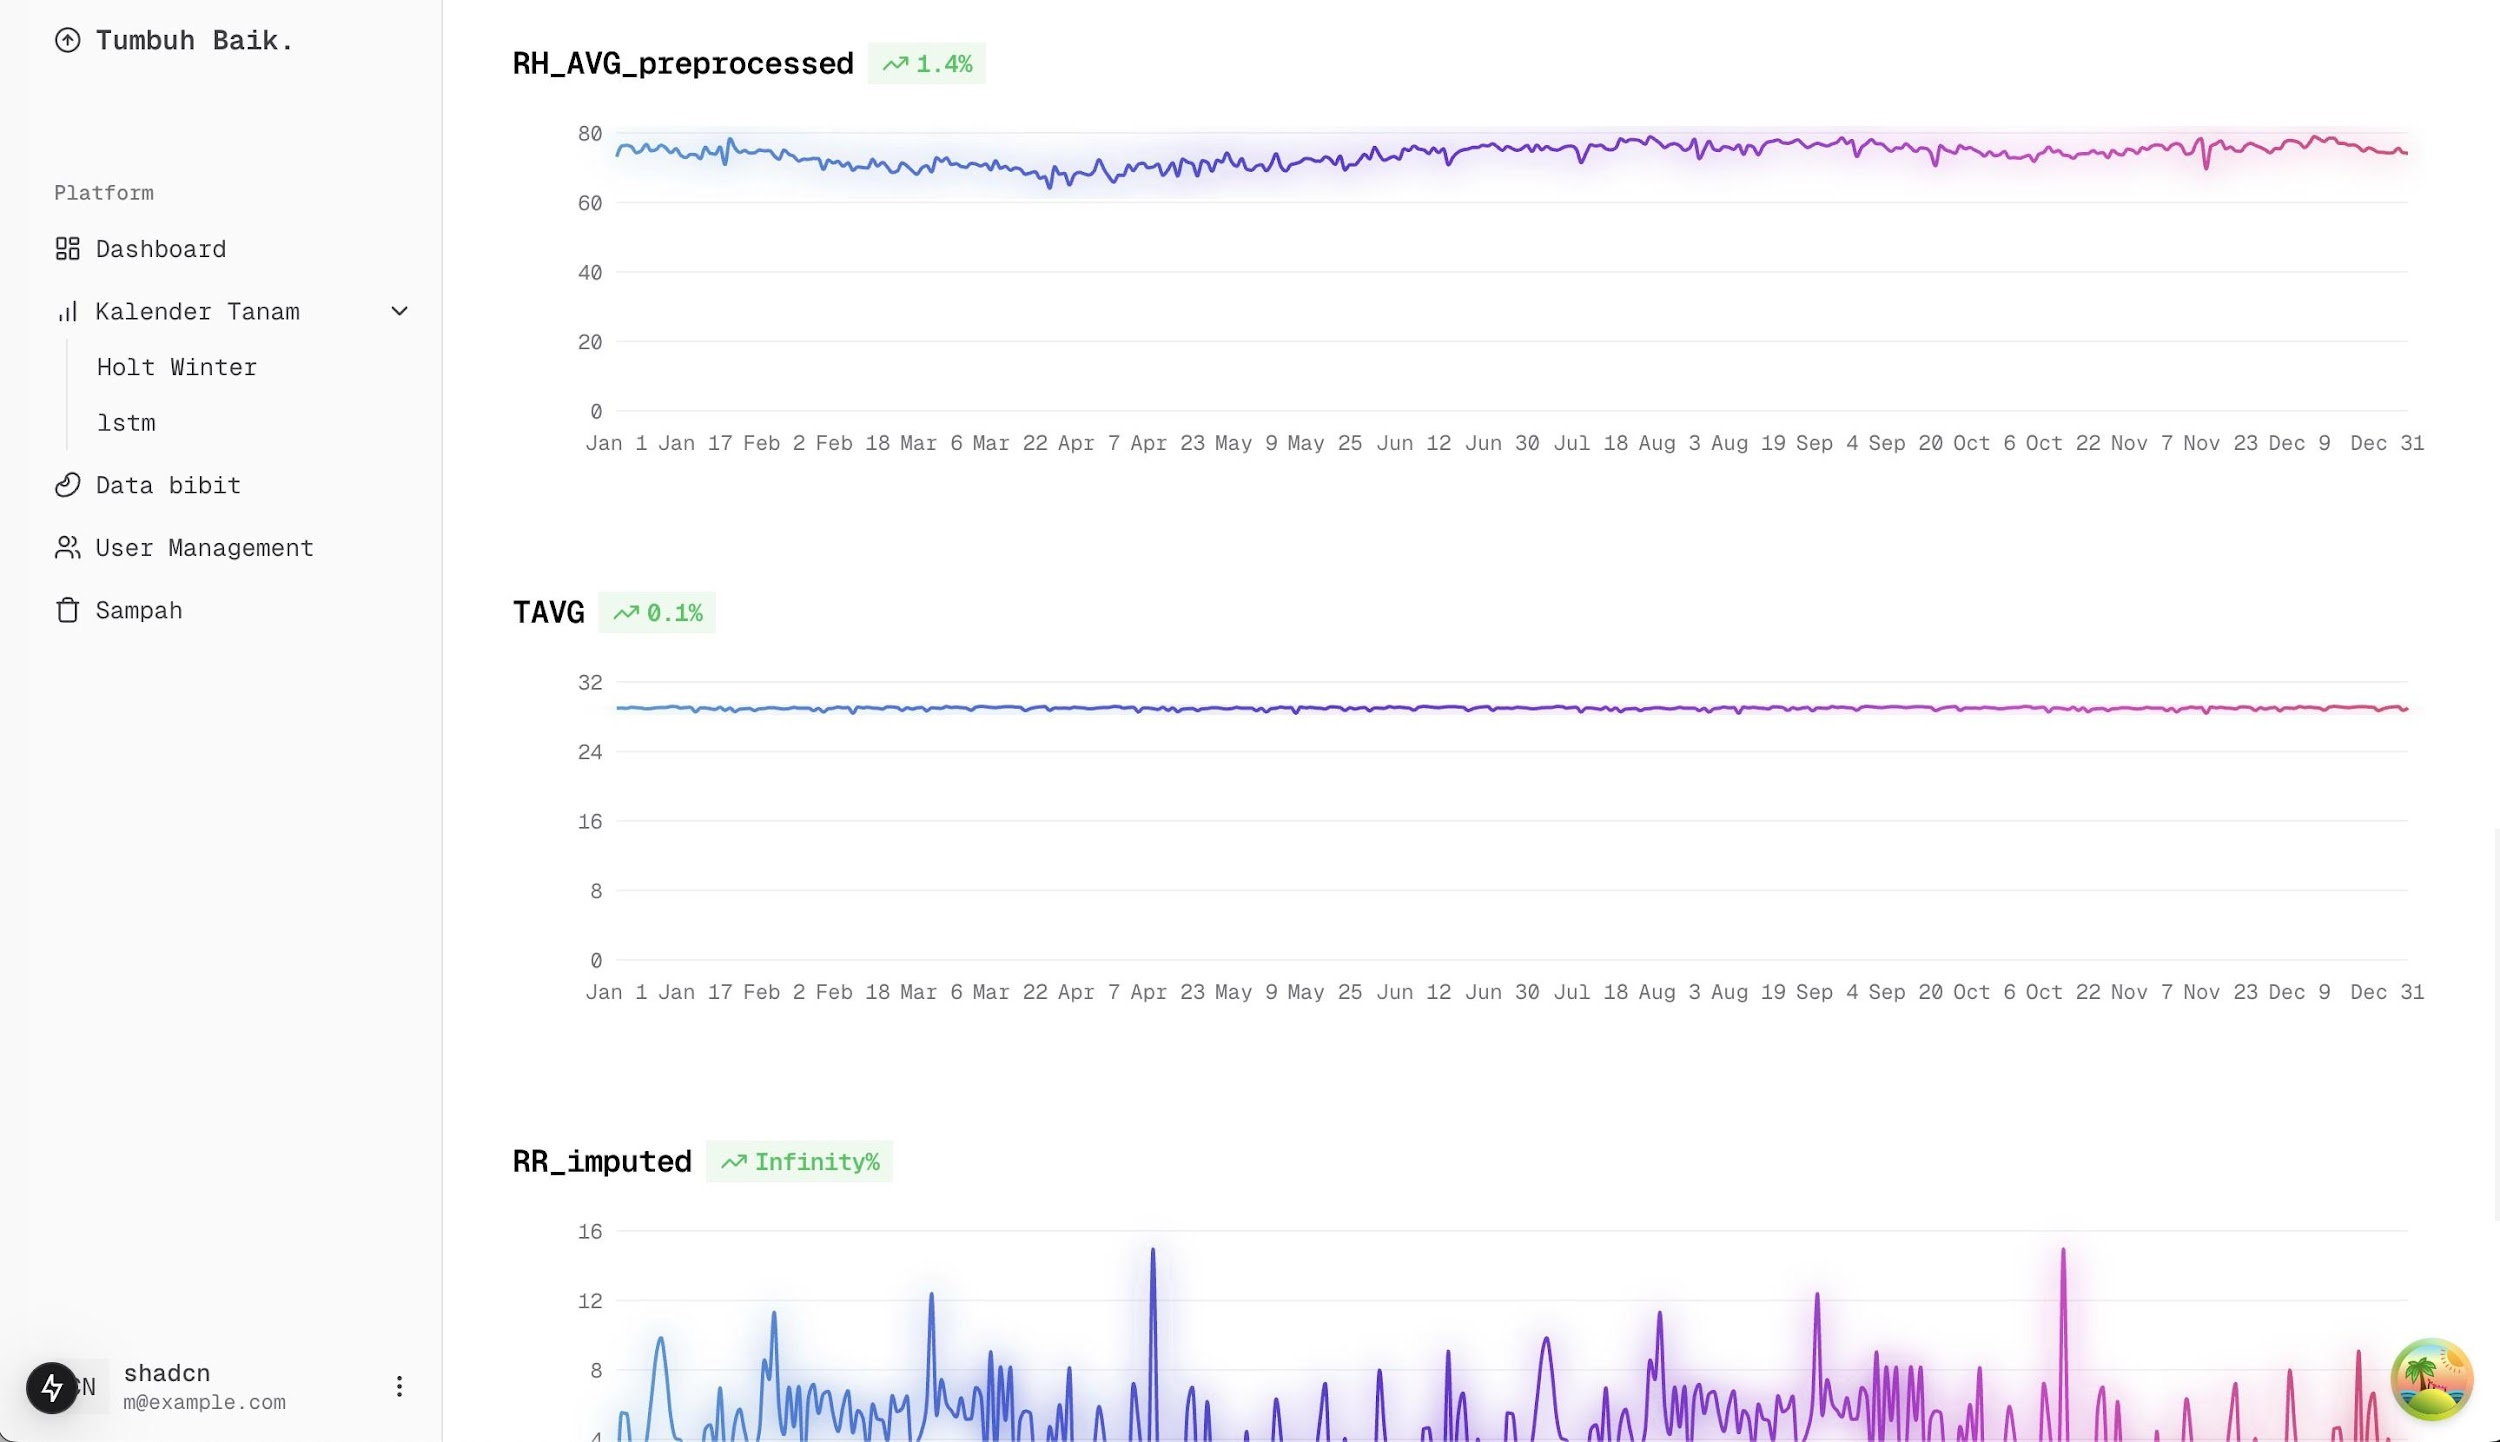 Tumbuh Baik.
Platform
Dashboard
Kalender Tanam
Holt Winter
lstm
Data bibit
User Management
Sampah
CN
shadcn
m@example.com
RH_AVG_preprocessed 1.4%
80
60
40
20
0
Jan 1 Jan 17 Feb 2 Feb 18 Mar 6 Mar 22 Apr 7 Apr 23 May 9 May 25 Jun 12 Jun 30 Jul 18 Aug 3 Aug 19 Sep 4 Sep 20 Oct 6 Oct 22 Nov 7 Nov 23 Dec 9 Dec 31
TAVG 0.1%
32
24
16
8
0
Jan 1 Jan 17 Feb 2 Feb 18 Mar 6 Mar 22 Apr 7 Apr 23 May 9 May 25 Jun 12 Jun 30 Jul 18 Aug 3 Aug 19 Sep 4 Sep 20 Oct 6 Oct 22 Nov 7 Nov 23 Dec 9 Dec 31
RR_imputed Infinity%
16
12
8
4